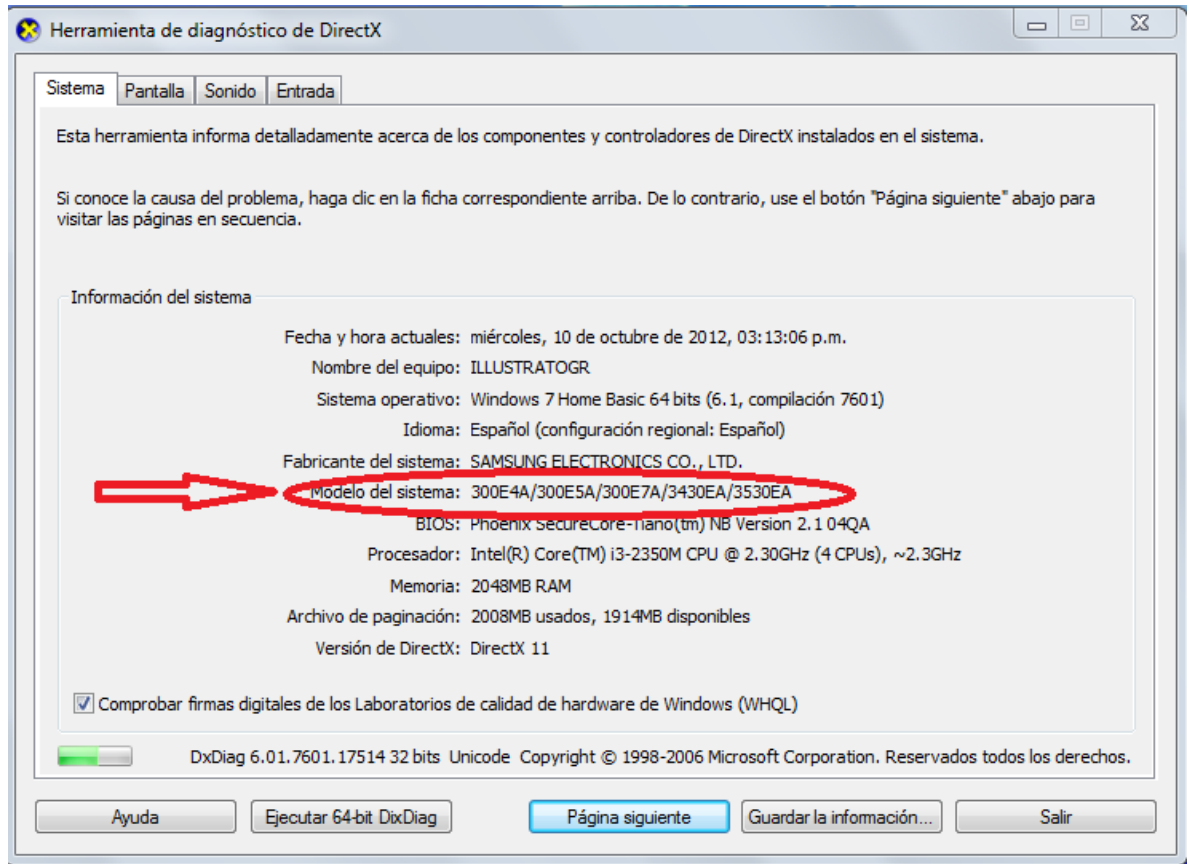 Herramienta de diagnóstico de DirectX
Sistema Pantalla Sonido Entrada
Esta herramienta informa detalladamente acerca de los componentes y controladores de DirectX instalados en el sistema.
Si conoce la causa del problema, haga clic en la ficha correspondiente arriba. De lo contrario, use el botón "Página siguiente" abajo para
visitar las páginas en secuencia.
Información del sistema
Fecha y hora actuales: miércoles, 10 de octubre de 2012, 03:13:06 p.m.
Nombre del equipo: ILLUSTRATOGR
Sistema operativo: Windows 7 Home Basic 64 bits (6.1, compilación 7601)
Idioma: Español (configuración regional: Español)
Fabricante del sistema: SAMSUNG ELECTRONICS CO., LTD.
Modelo del sistema: 300E4A/300E5A/300E7A/3430EA/3530EA
BIOS: Phoenix SecureCore-Tiano(tm) NB Version 2.1 04QA
Procesador: Intel(R) Core(TM) i3-2350M CPU @ 2.30GHz (4 CPUs), ~2.3GHz
Memoria: 2048MB RAM
Archivo de paginación: 2008MB usados, 1914MB disponibles
Versión de DirectX: DirectX 11
Comprobar firmas digitales de los Laboratorios de calidad de hardware de Windows (WHQL)
DxDiag 6.01.7601.17514 32 bits Unicode Copyright © 1998-2006 Microsoft Corporation. Reservados todos los derechos.
Ayuda Ejecutar 64-bit DixDiag Página siguiente Guardar la información... Salir